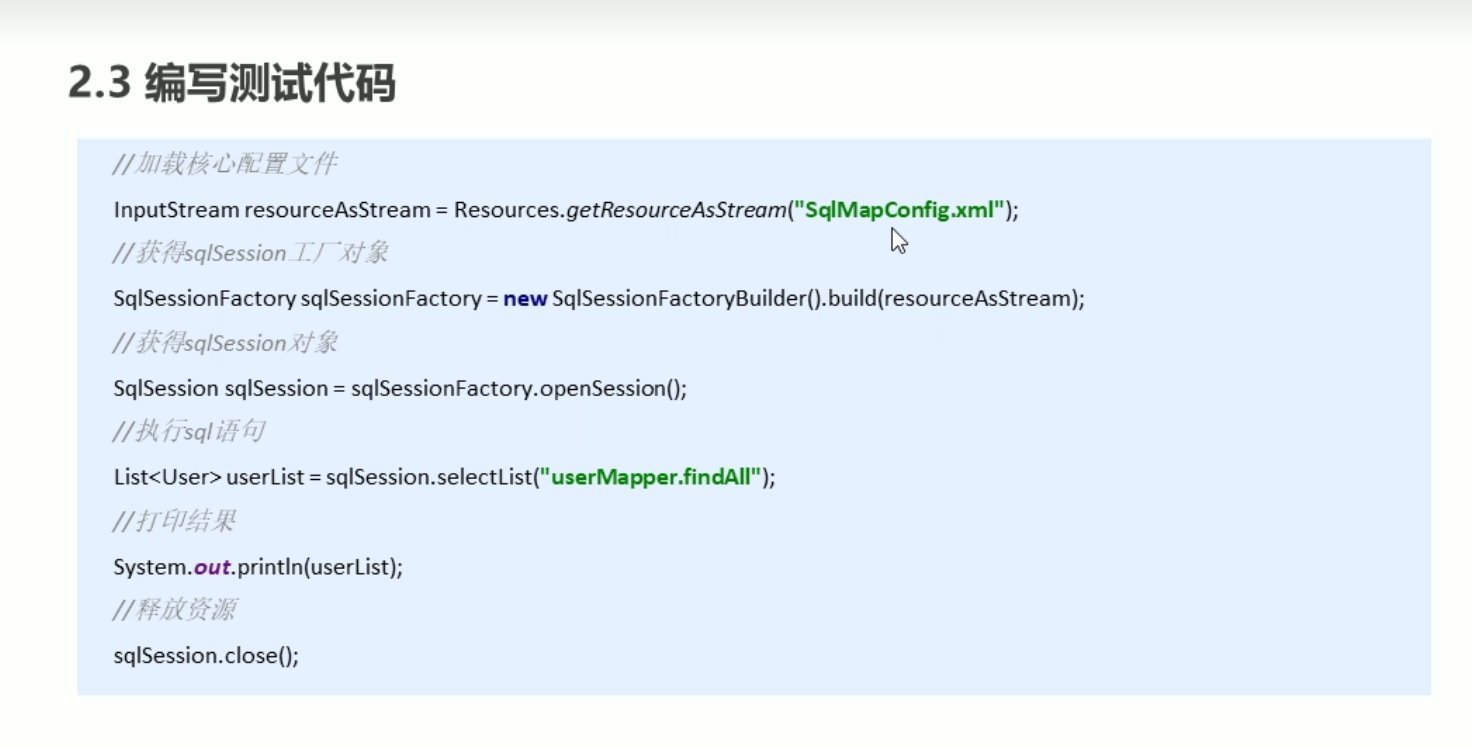 2.3 编写测试代码
//加载核心配置文件
InputStream resourceAsStream = Resources.getResourceAsStream("SqlMapConfig.xml");
//获得sqlSession工厂对象
SqlSessionFactory sqlSessionFactory = new SqlSessionFactoryBuilder().build(resourceAsStream);
//获得sqlSession对象
SqlSession sqlSession = sqlSessionFactory.openSession();
//执行sql语句
List<User> userList = sqlSession.selectList("userMapper.findAll");
//打印结果
System.out.println(userList);
//释放资源
sqlSession.close();